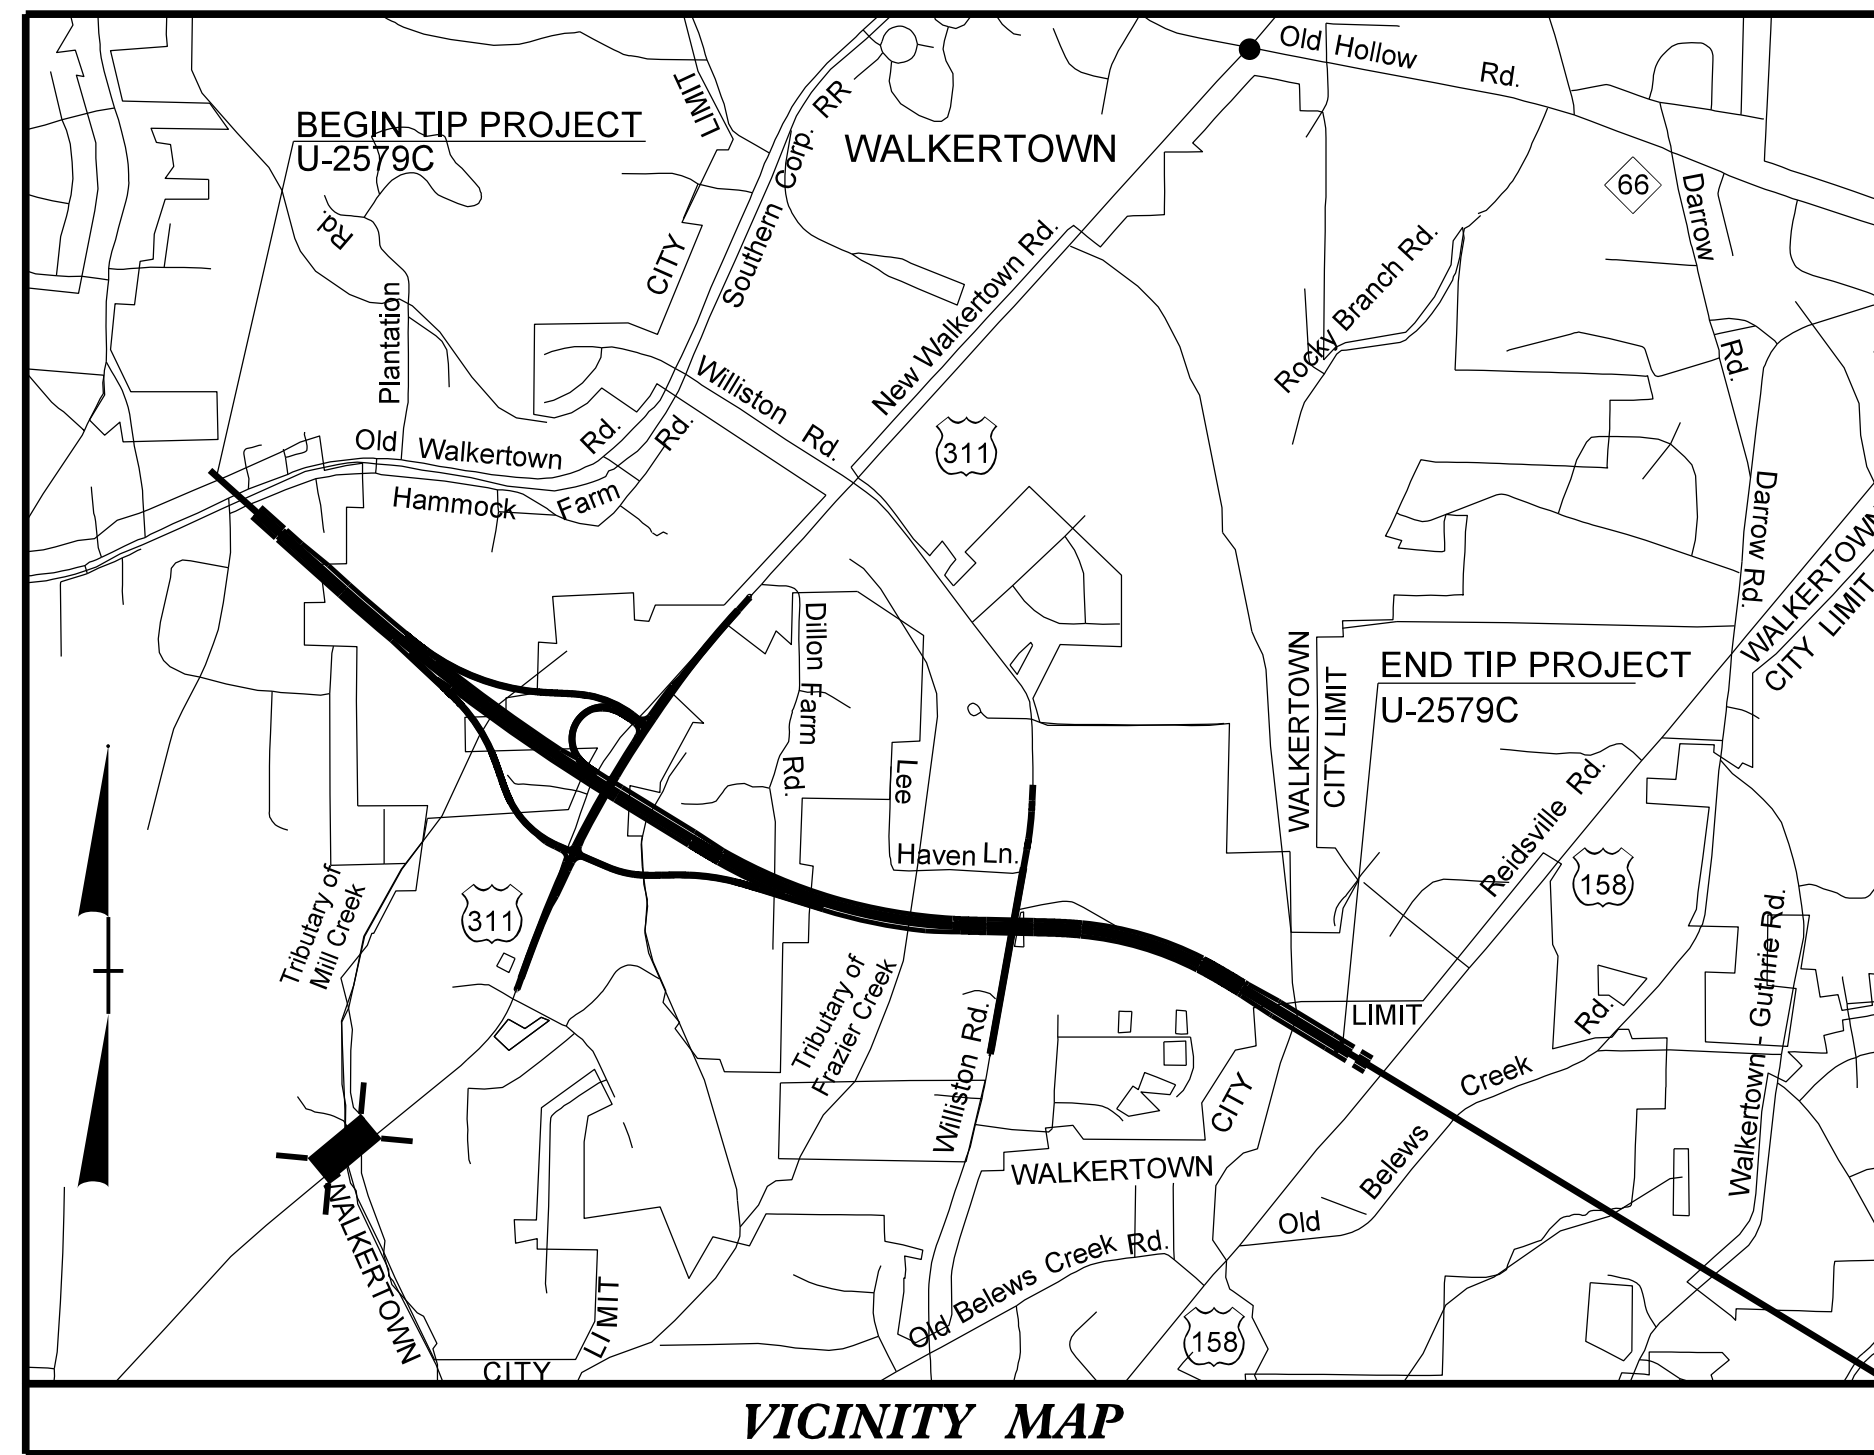 Old Hollow Rd.
LIMIT
BEGIN TIP PROJECT
U-2579C
WALKERTOWN
Southern Corp. RR
CITY
66
Darrow
Rd.
Rd.
Plantation
New Walkertown Rd.
Rocky Branch Rd.
Williston Rd.
Old Walkertown Rd.
Rd.
311
Hammock Farm
Darrow Rd.
WALKERTOWN
CITY LIMIT
Dillon Farm Rd.
WALKERTOWN
CITY LIMIT
END TIP PROJECT
U-2579C
Lee
Haven Ln.
Reidsville Rd.
158
311
Tributary of
Mill Creek
Tributary of
Frazier Creek
Williston Rd.
LIMIT
CITY
Rd.
Creek
Belews
Old
Walkertown - Guthrie Rd.
WALKERTOWN
Old Belews Creek Rd.
158
WALKERTOWN
LIMIT
CITY
VICINITY MAP